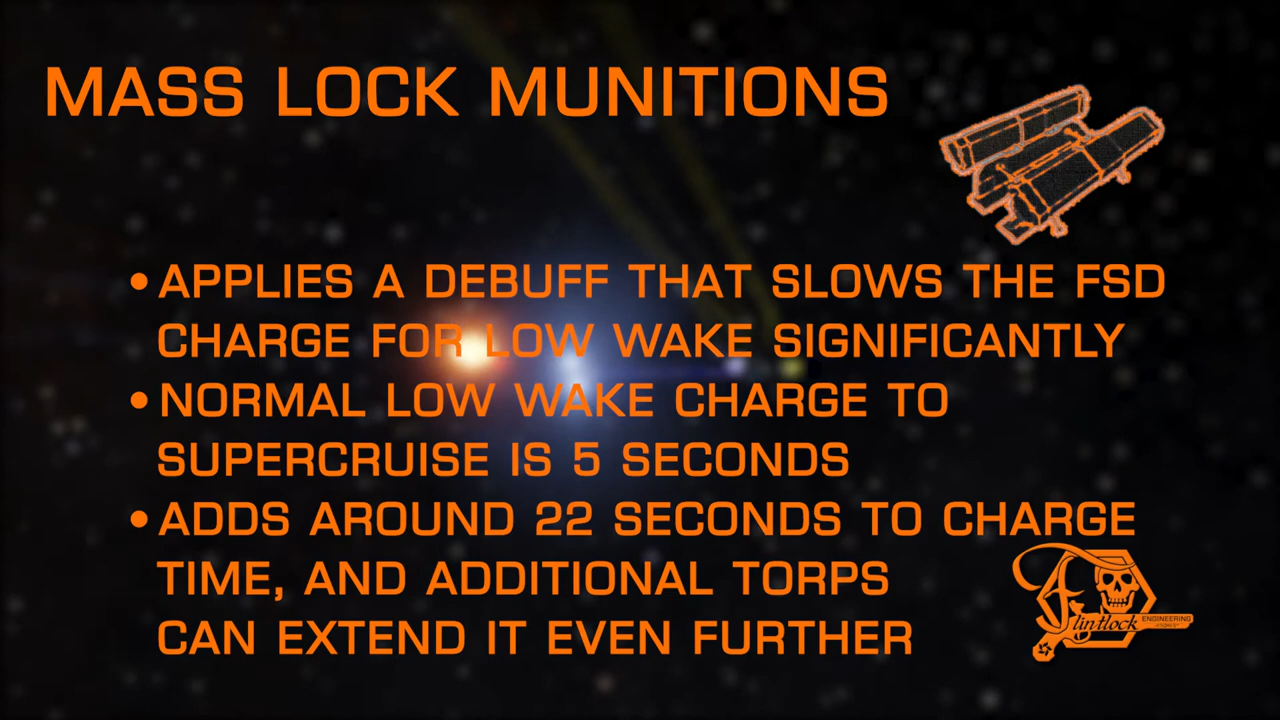 MASS LOCK MUNITIONS
• APPLIES A DEBUFF THAT SLOWS THE FSD
CHARGE FOR LOW WAKE SIGNIFICANTLY
• NORMAL LOW WAKE CHARGE TO
SUPERCRUISE IS 5 SECONDS
• ADDS AROUND 22 SECONDS TO CHARGE
TIME, AND ADDITIONAL TORPS
CAN EXTEND IT EVEN FURTHER
Flintlock
ENGINEERING